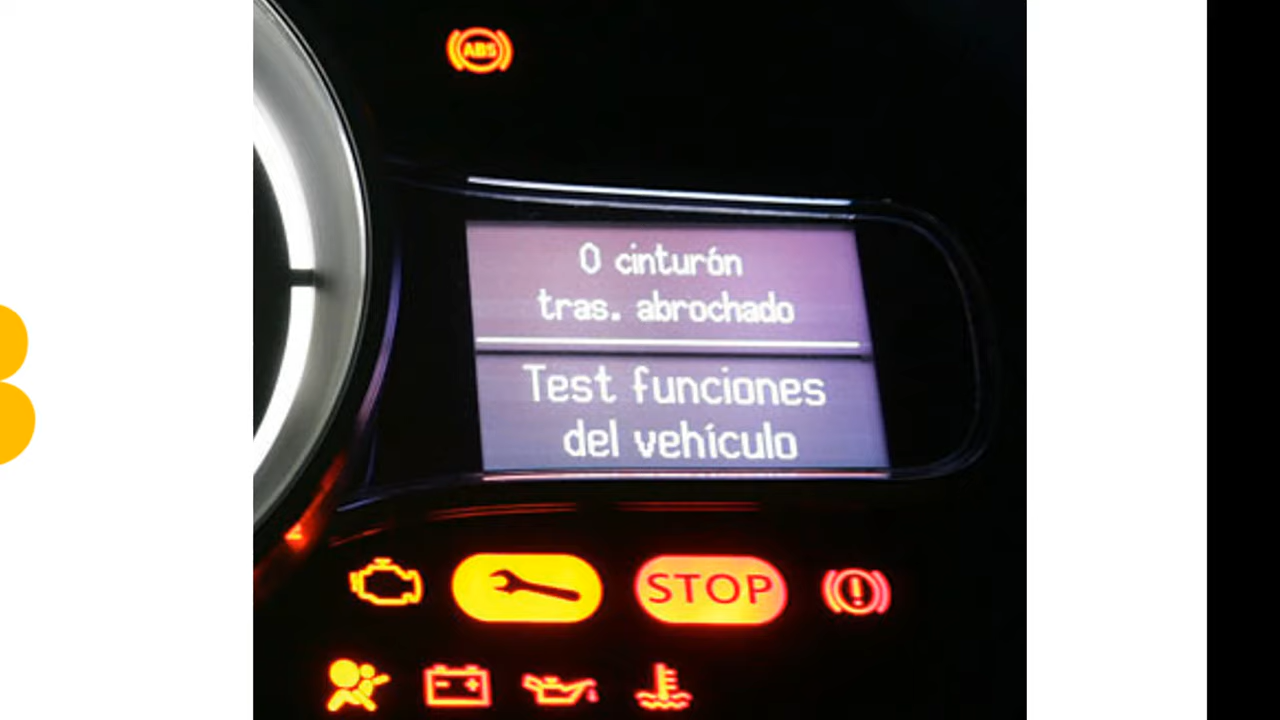 ABS
0 cinturón
tras. abrochado
Test funciones
del vehículo
STOP